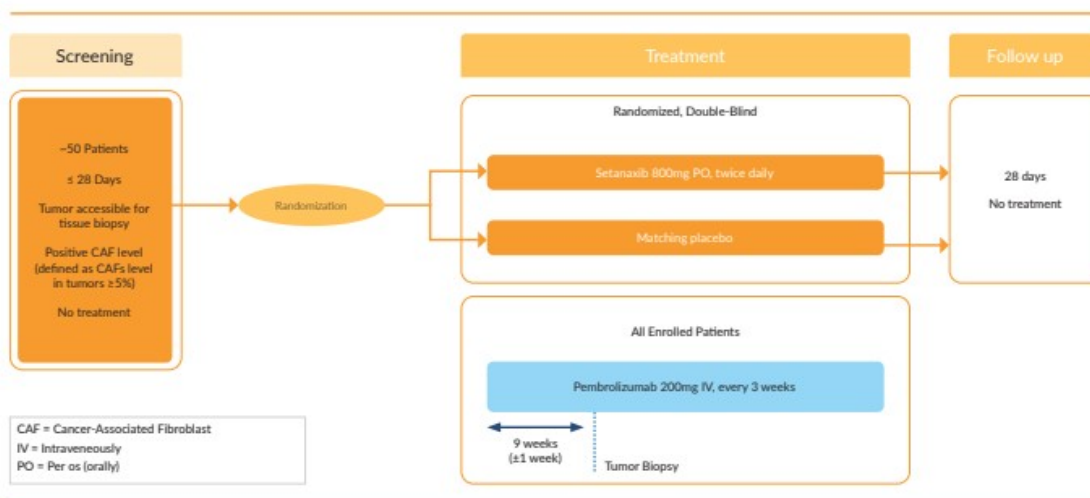 Screening
Treatment
Follow up
~50 Patients
≤ 28 Days
Tumor accessible for
tissue biopsy
Positive CAF level
(defined as CAFs level
in tumors ≥5%)
No treatment
Randomization
Randomized, Double-Blind
Setanaxib 800mg PO, twice daily
Matching placebo
28 days
No treatment
All Enrolled Patients
Pembrolizumab 200mg IV, every 3 weeks
9 weeks
(±1 week)
Tumor Biopsy
CAF = Cancer-Associated Fibroblast
IV = Intraveneously
PO = Per os (orally)